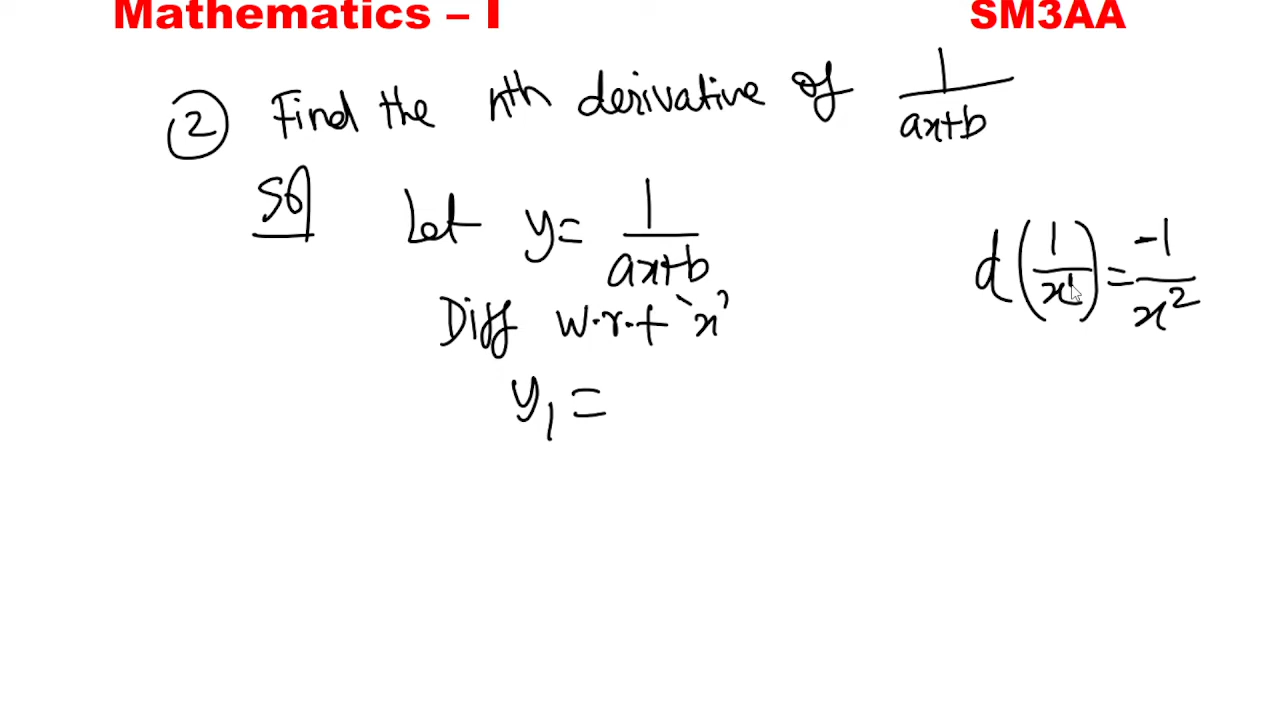 Mathematics – I SM3AA
② Find the nth derivative of 1/(ax+b)
Sol Let y = 1/(ax+b)
d(1/x¹) = -1/x²
Diff w.r.t 'x'
y₁ =